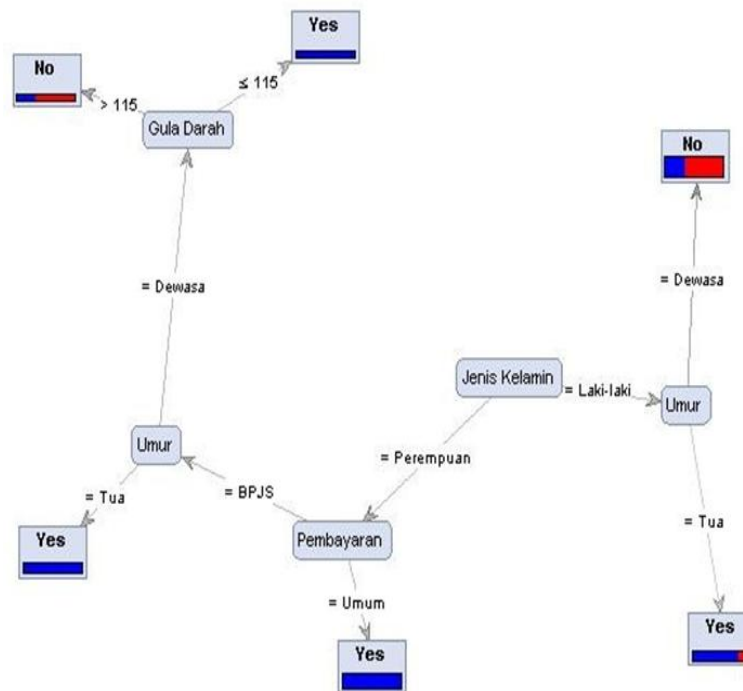 Yes
No
≤ 115
> 115
Gula Darah
No
= Dewasa
= Dewasa
Jenis Kelamin
= Laki-laki
Umur
Umur
= Perempuan
= Tua
= BPJS
= Tua
Yes
Pembayaran
= Umum
Yes
Yes